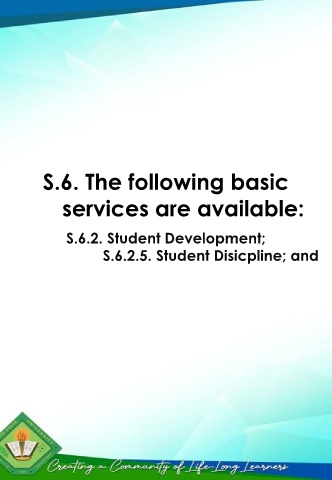 S.6. The following basic
services are available:
S.6.2. Student Development;
S.6.2.5. Student Disicpline; and
Creating a Community of Life-Long Learners